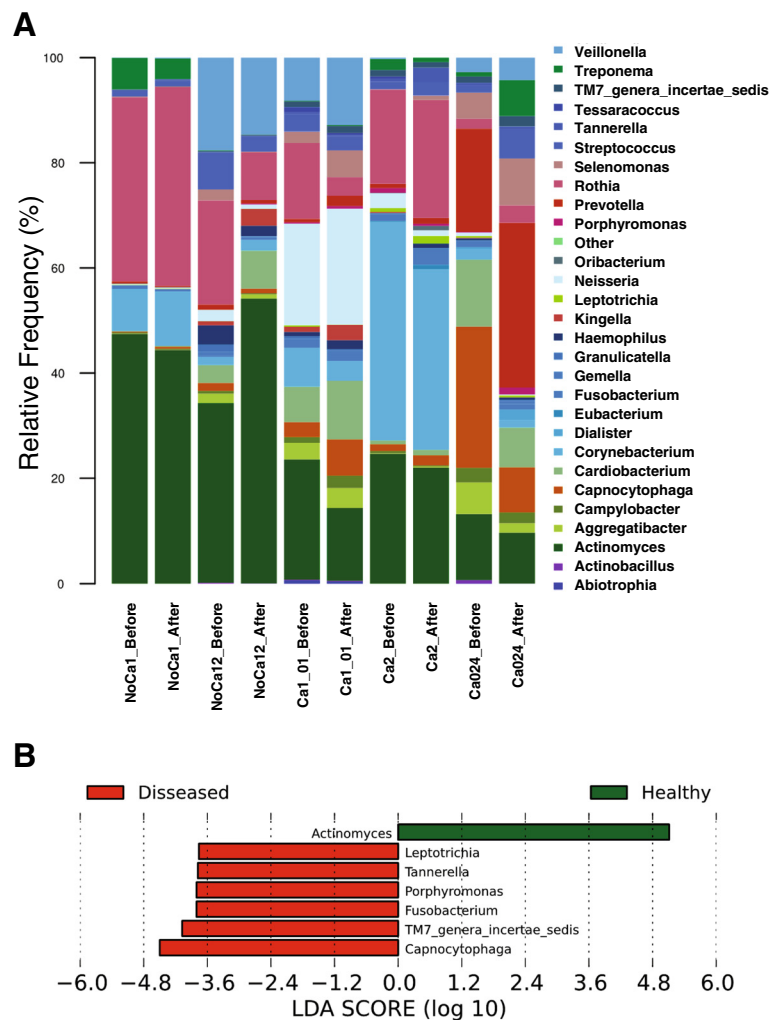 A
Relative Frequency (%)
100
80
60
40
20
0
Veillonella
Treponema
TM7_genera_incertae_sedis
Tessaracoccus
Tannerella
Streptococcus
Selenomonas
Rothia
Prevotella
Porphyromonas
Other
Oribacterium
Neisseria
Leptotrichia
Kingella
Haemophilus
Granulicatella
Gemella
Fusobacterium
Eubacterium
Dialister
Corynebacterium
Cardiobacterium
Capnocytophaga
Campylobacter
Aggregatibacter
Actinomyces
Actinobacillus
Abiotrophia
NoCa1_Before
NoCa1_After
NoCa12_Before
NoCa12_After
Ca1_01_Before
Ca1_01_After
Ca2_Before
Ca2_After
Ca024_Before
Ca024_After
B
Disseased Healthy
Actinomyces
Leptotrichia
Tannerella
Porphyromonas
Fusobacterium
TM7_genera_incertae_sedis
Capnocytophaga
−6.0 −4.8 −3.6 −2.4 −1.2 0.0 1.2 2.4 3.6 4.8 6.0
LDA SCORE (log 10)